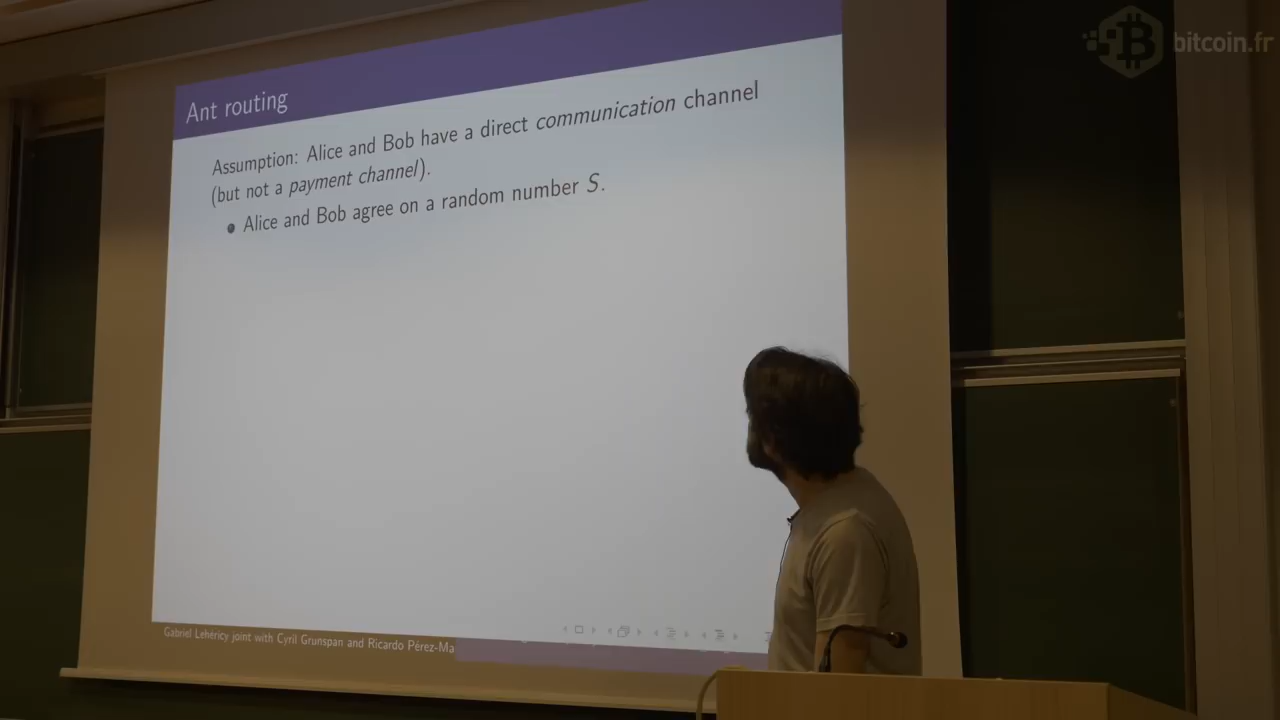 bitcoin.fr
Ant routing
Assumption: Alice and Bob have a direct communication channel
(but not a payment channel).
Alice and Bob agree on a random number S.
Gabriel Lehéricy joint with Cyril Grunspan and Ricardo Pérez-Ma